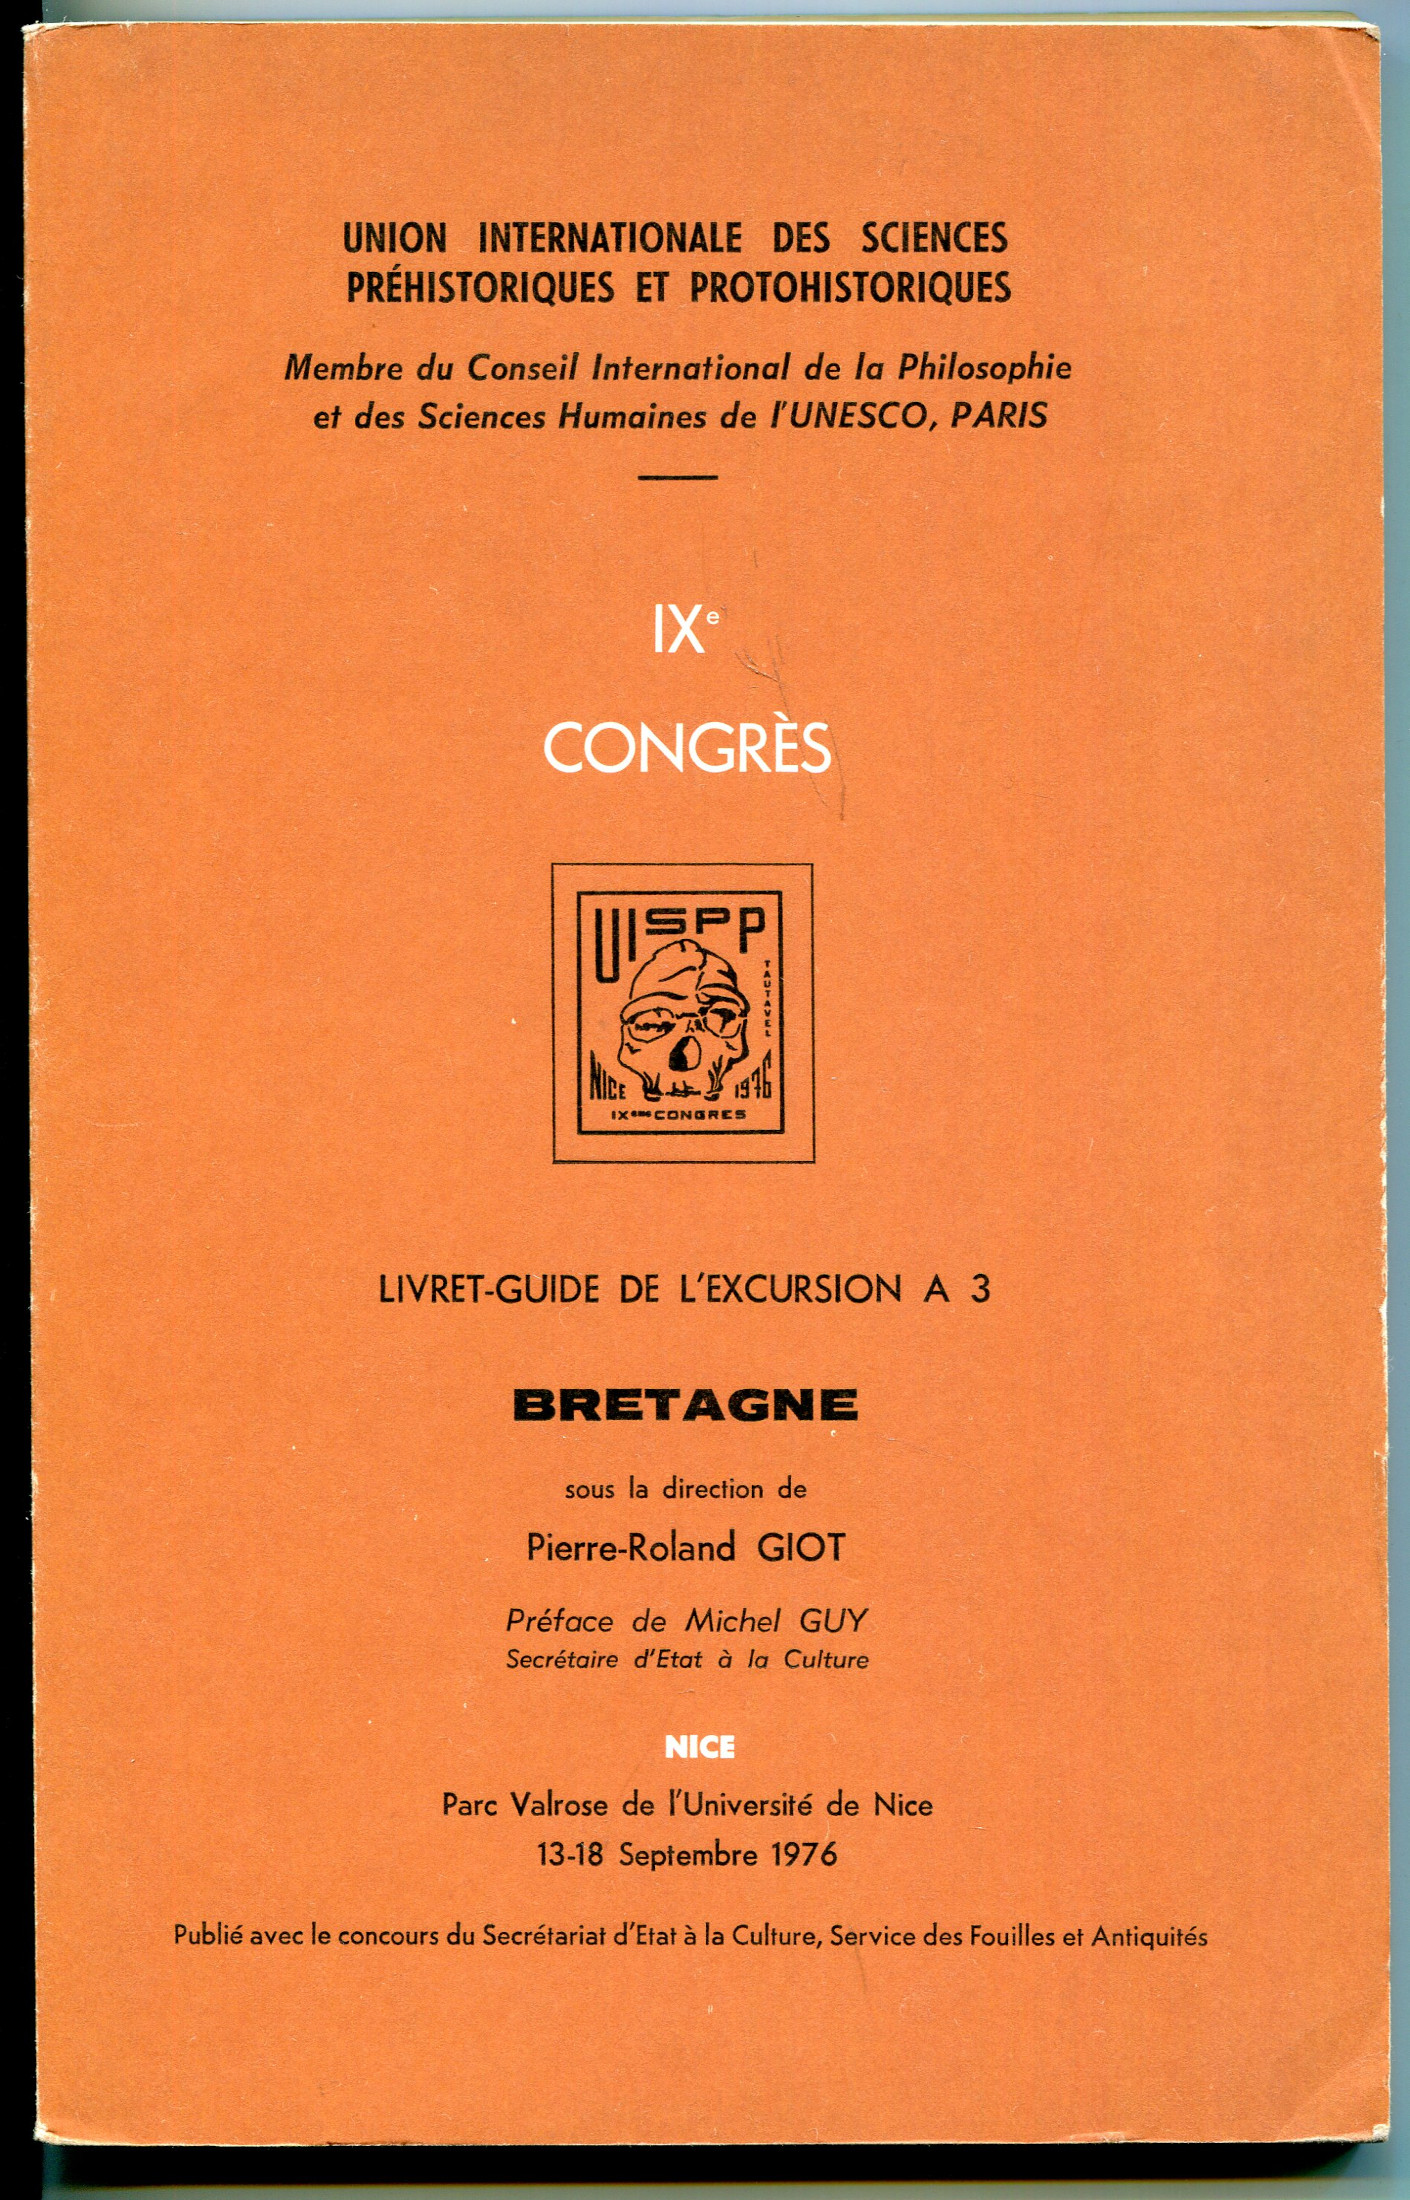 UNION INTERNATIONALE DES SCIENCES
PRÉHISTORIQUES ET PROTOHISTORIQUES
Membre du Conseil International de la Philosophie
et des Sciences Humaines de l'UNESCO, PARIS
IXe
CONGRÈS
UISPP
TAUTAVEL
NICE 1976
IXème CONGRES
LIVRET-GUIDE DE L'EXCURSION A 3
BRETAGNE
sous la direction de
Pierre-Roland GIOT
Préface de Michel GUY
Secrétaire d'Etat à la Culture
NICE
Parc Valrose de l'Université de Nice
13-18 Septembre 1976
Publié avec le concours du Secrétariat d'Etat à la Culture, Service des Fouilles et Antiquités